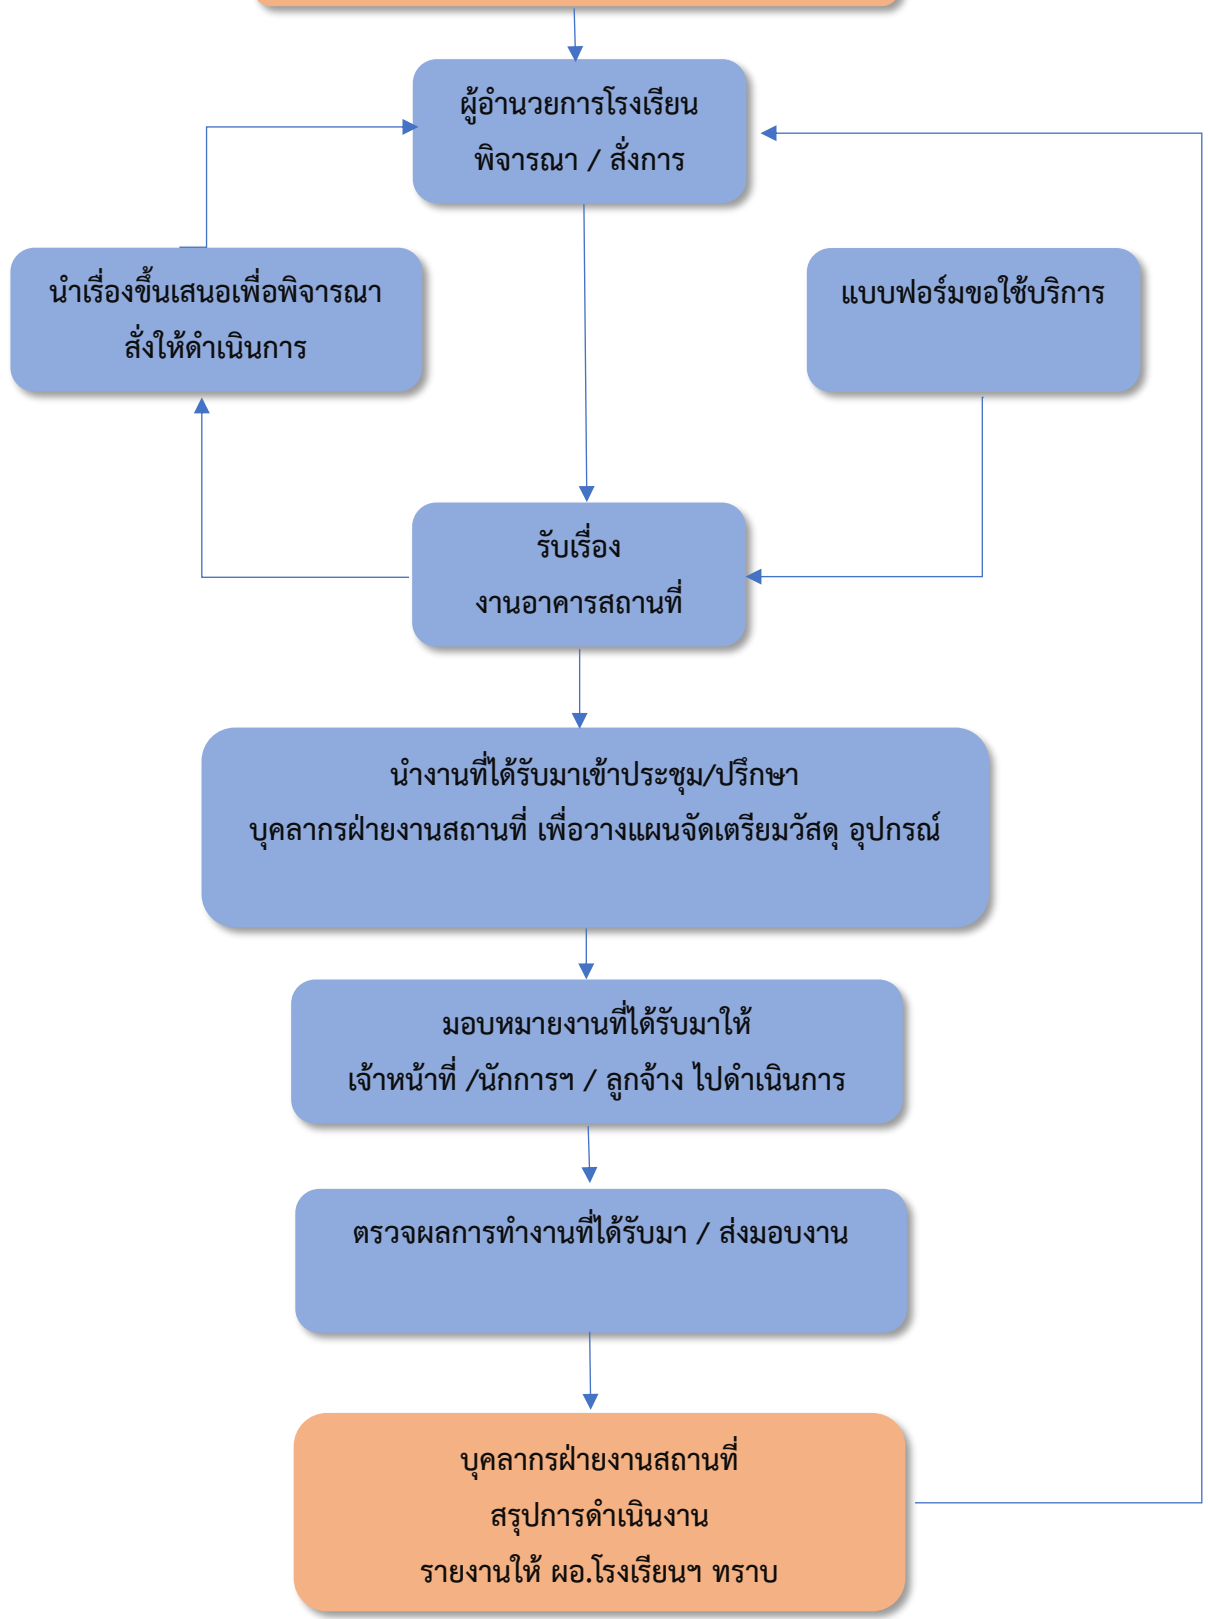 ผู้อำนวยการโรงเรียน
พิจารณา / สั่งการ
นำเรื่องขึ้นเสนอเพื่อพิจารณา
สั่งให้ดำเนินการ
แบบฟอร์มขอใช้บริการ
รับเรื่อง
งานอาคารสถานที่
นำงานที่ได้รับมาเข้าประชุม/ปรึกษา
บุคลากรฝ่ายงานสถานที่ เพื่อวางแผนจัดเตรียมวัสดุ อุปกรณ์
มอบหมายงานที่ได้รับมาให้
เจ้าหน้าที่ /นักการฯ / ลูกจ้าง ไปดำเนินการ
ตรวจผลการทำงานที่ได้รับมา / ส่งมอบงาน
บุคลากรฝ่ายงานสถานที่
สรุปการดำเนินงาน
รายงานให้ ผอ.โรงเรียนฯ ทราบ